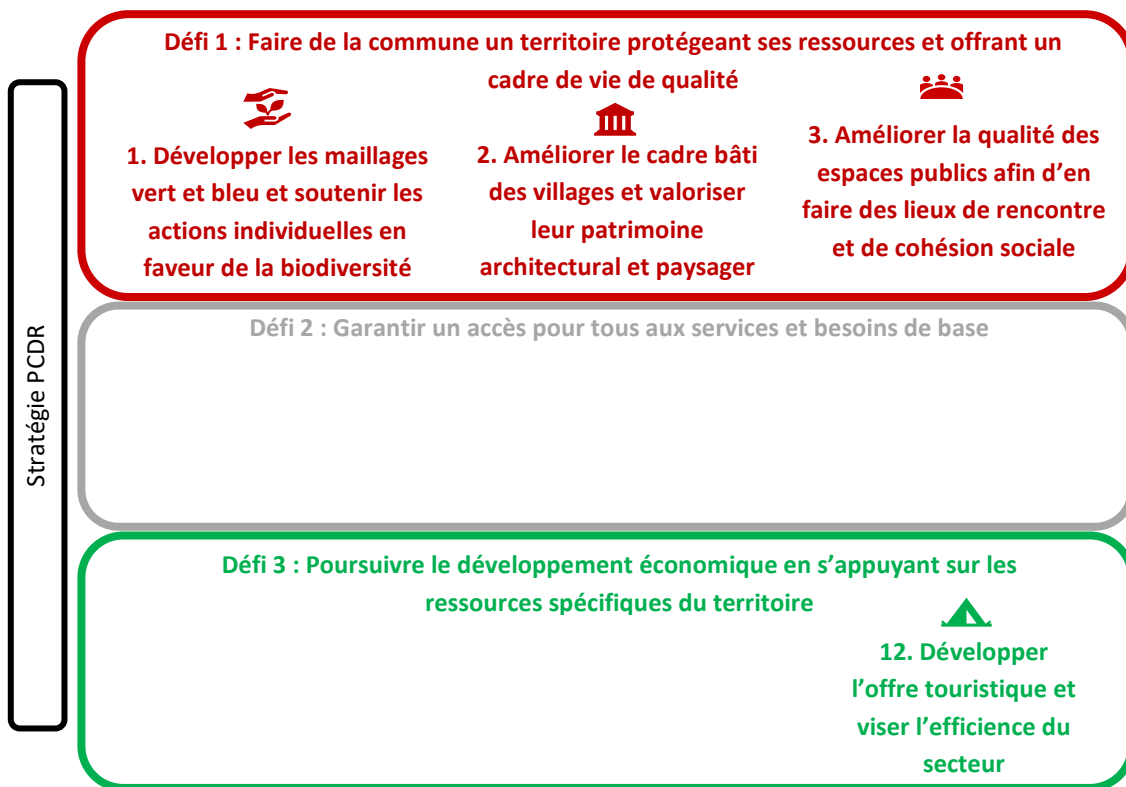 Stratégie PCDR
Défi 1 : Faire de la commune un territoire protégeant ses ressources et offrant un
cadre de vie de qualité
1. Développer les maillages
vert et bleu et soutenir les
actions individuelles en
faveur de la biodiversité
2. Améliorer le cadre bâti
des villages et valoriser
leur patrimoine
architectural et paysager
3. Améliorer la qualité des
espaces publics afin d’en
faire des lieux de rencontre
et de cohésion sociale
Défi 2 : Garantir un accès pour tous aux services et besoins de base
Défi 3 : Poursuivre le développement économique en s’appuyant sur les
ressources spécifiques du territoire
12. Développer
l’offre touristique et
viser l’efficience du
secteur